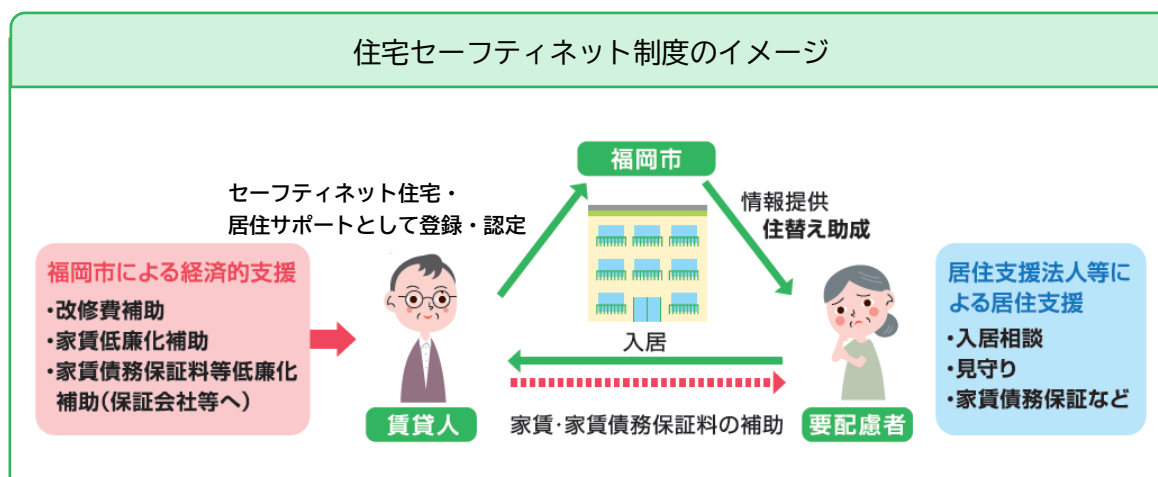 住宅セーフティネット制度のイメージ
福岡市
セーフティネット住宅・
居住サポートとして登録・認定
情報提供
住替え助成
福岡市による経済的支援
・改修費補助
・家賃低廉化補助
・家賃債務保証料等低廉化
補助(保証会社等へ)
入居
賃貸人
家賃・家賃債務保証料の補助
要配慮者
居住支援法人等に
よる居住支援
・入居相談
・見守り
・家賃債務保証など